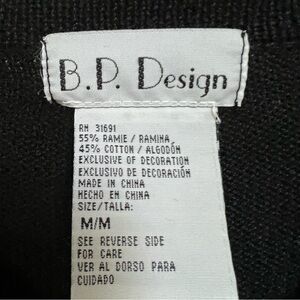 B.P. Design
RN 31691
55% RAMIE / RAMINA
45% COTTON / ALGODÓN
EXCLUSIVE OF DECORATION
EXCLUSIVO DE DECORACIÓN
MADE IN CHINA
HECHO EN CHINA
SIZE/TALLA:
M/M
SEE REVERSE SIDE
FOR CARE
VER AL DORSO PARA
CUIDADO